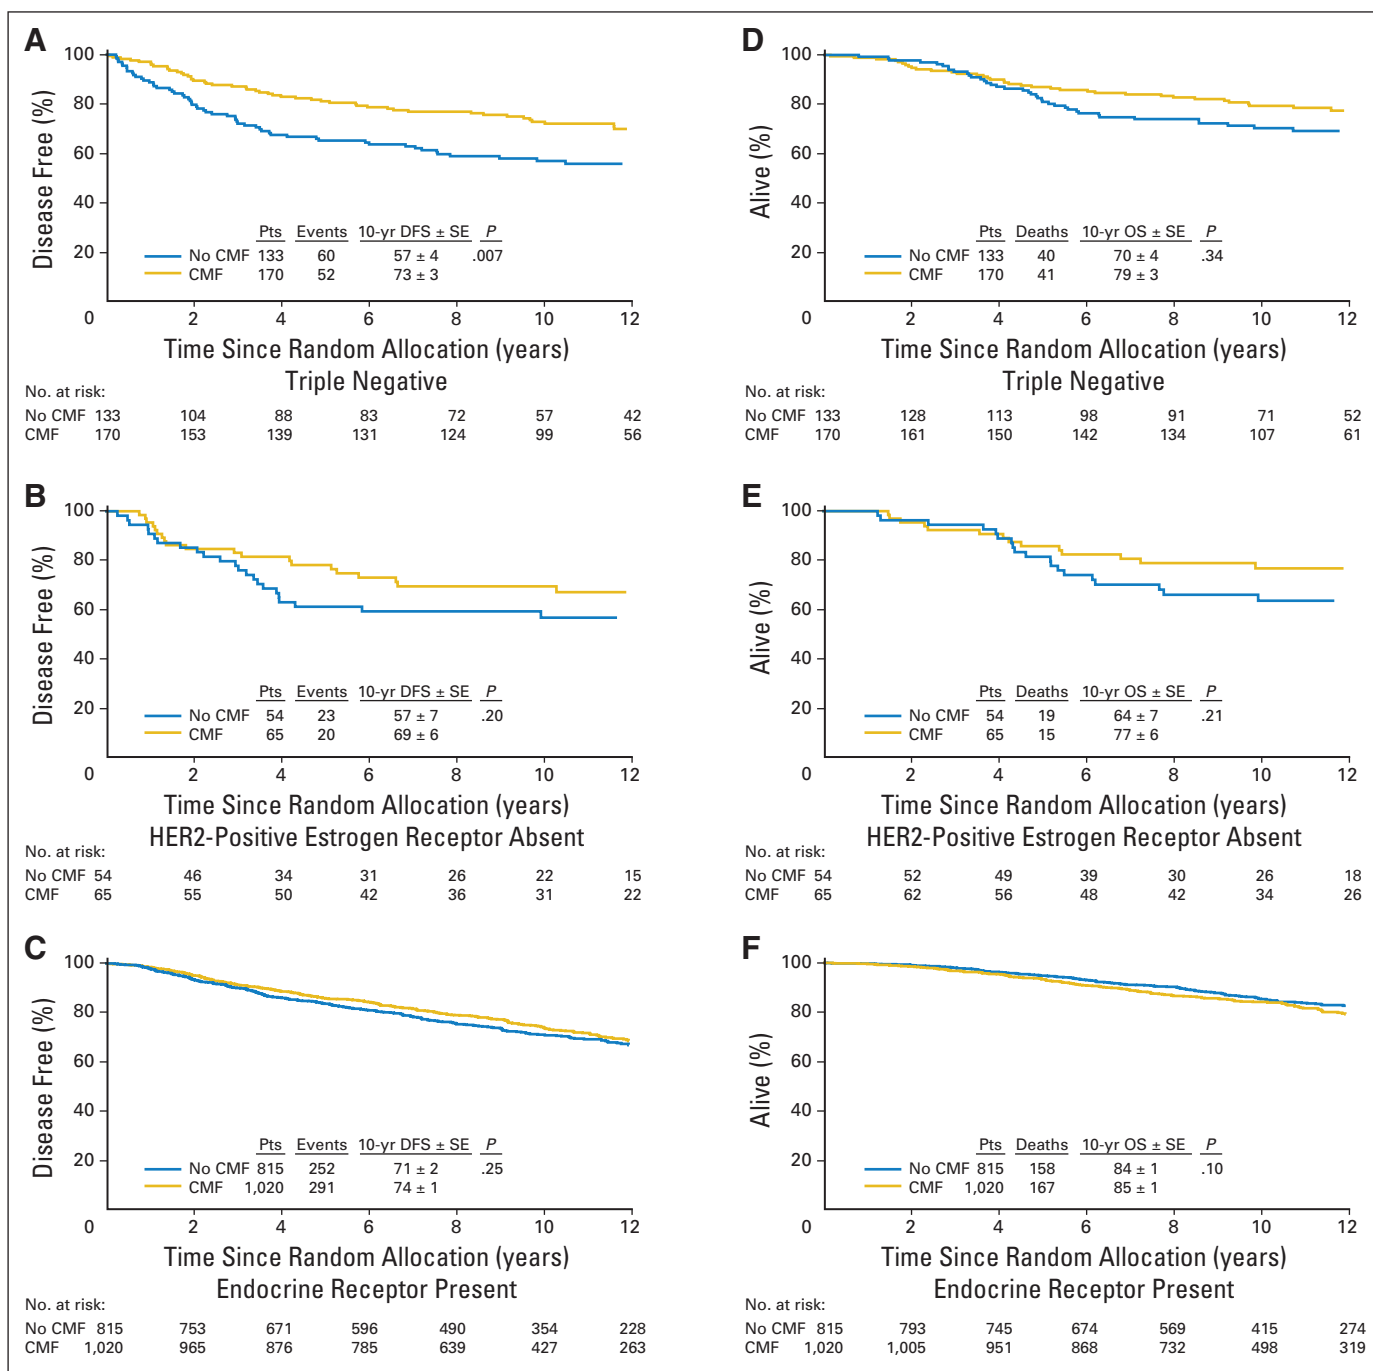 A
100
80
60
40
20
0
Disease Free (%)
Pts Events 10-yr DFS ± SE P
No CMF 133 60 57 ± 4 .007
CMF 170 52 73 ± 3
2 4 6 8 10 12
Time Since Random Allocation (years)
Triple Negative
No. at risk:
No CMF 133 104 88 83 72 57 42
CMF 170 153 139 131 124 99 56
D
100
80
60
40
20
0
Alive (%)
Pts Deaths 10-yr OS ± SE P
No CMF 133 40 70 ± 4 .34
CMF 170 41 79 ± 3
2 4 6 8 10 12
Time Since Random Allocation (years)
Triple Negative
No. at risk:
No CMF 133 128 113 98 91 71 52
CMF 170 161 150 142 134 107 61
B
100
80
60
40
20
0
Disease Free (%)
Pts Events 10-yr DFS ± SE P
No CMF 54 23 57 ± 7 .20
CMF 65 20 69 ± 6
2 4 6 8 10 12
Time Since Random Allocation (years)
HER2-Positive Estrogen Receptor Absent
No. at risk:
No CMF 54 46 34 31 26 22 15
CMF 65 55 50 42 36 31 22
E
100
80
60
40
20
0
Alive (%)
Pts Deaths 10-yr OS ± SE P
No CMF 54 19 64 ± 7 .21
CMF 65 15 77 ± 6
2 4 6 8 10 12
Time Since Random Allocation (years)
HER2-Positive Estrogen Receptor Absent
No. at risk:
No CMF 54 52 49 39 30 26 18
CMF 65 62 56 48 42 34 26
C
100
80
60
40
20
0
Disease Free (%)
Pts Events 10-yr DFS ± SE P
No CMF 815 252 71 ± 2 .25
CMF 1,020 291 74 ± 1
2 4 6 8 10 12
Time Since Random Allocation (years)
Endocrine Receptor Present
No. at risk:
No CMF 815 753 671 596 490 354 228
CMF 1,020 965 876 785 639 427 263
F
100
80
60
40
20
0
Alive (%)
Pts Deaths 10-yr OS ± SE P
No CMF 815 158 84 ± 1 .10
CMF 1,020 167 85 ± 1
2 4 6 8 10 12
Time Since Random Allocation (years)
Endocrine Receptor Present
No. at risk:
No CMF 815 793 745 674 569 415 274
CMF 1,020 1,005 951 868 732 498 319